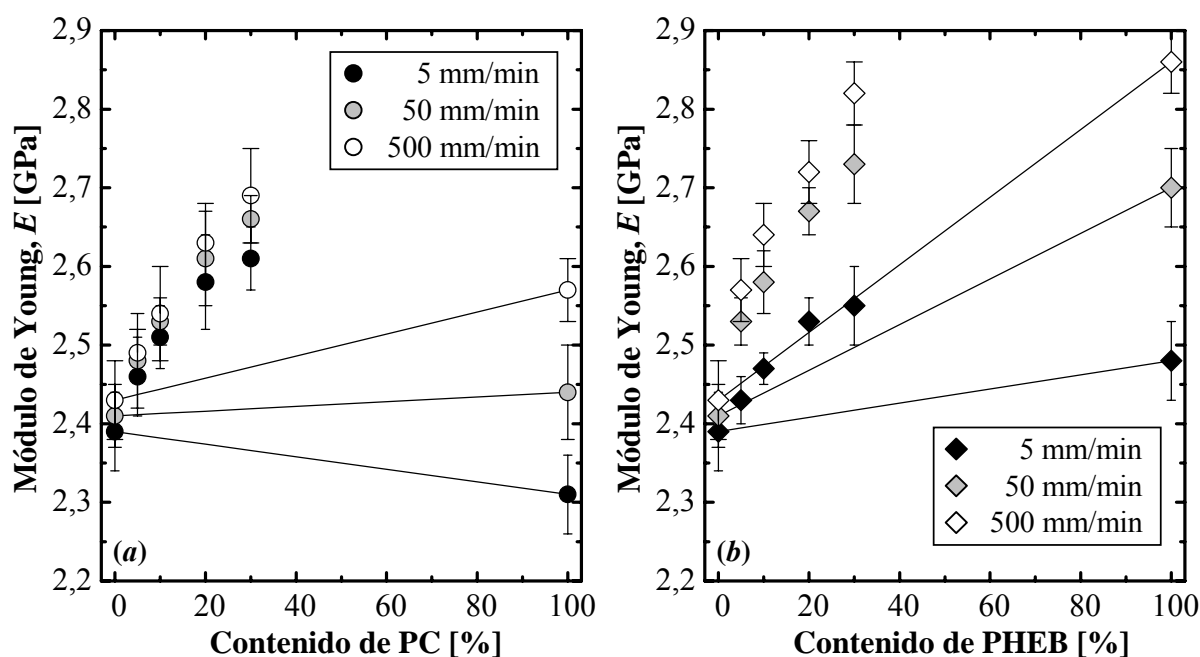 Módulo de Young, E [GPa]
2,9
2,8
2,7
2,6
2,5
2,4
2,3
2,2
5 mm/min
50 mm/min
500 mm/min
(a)
0 20 40 60 80 100
Contenido de PC [%]
Módulo de Young, E [GPa]
2,9
2,8
2,7
2,6
2,5
2,4
2,3
2,2
5 mm/min
50 mm/min
500 mm/min
(b)
0 20 40 60 80 100
Contenido de PHEB [%]